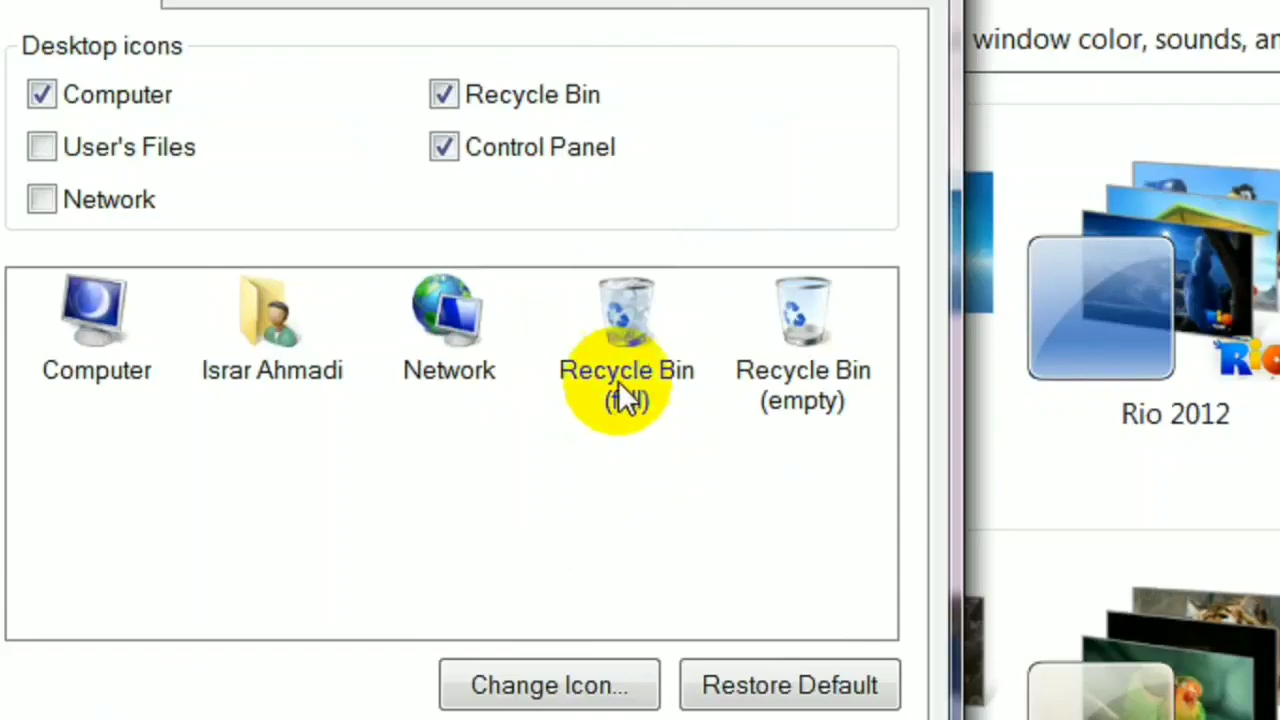 window color, sounds, an
Desktop icons
Computer
Recycle Bin
User's Files
Control Panel
Network
Computer
Israr Ahmadi
Network
Recycle Bin
(full)
Recycle Bin
(empty)
Rio 2012
Change Icon...
Restore Default